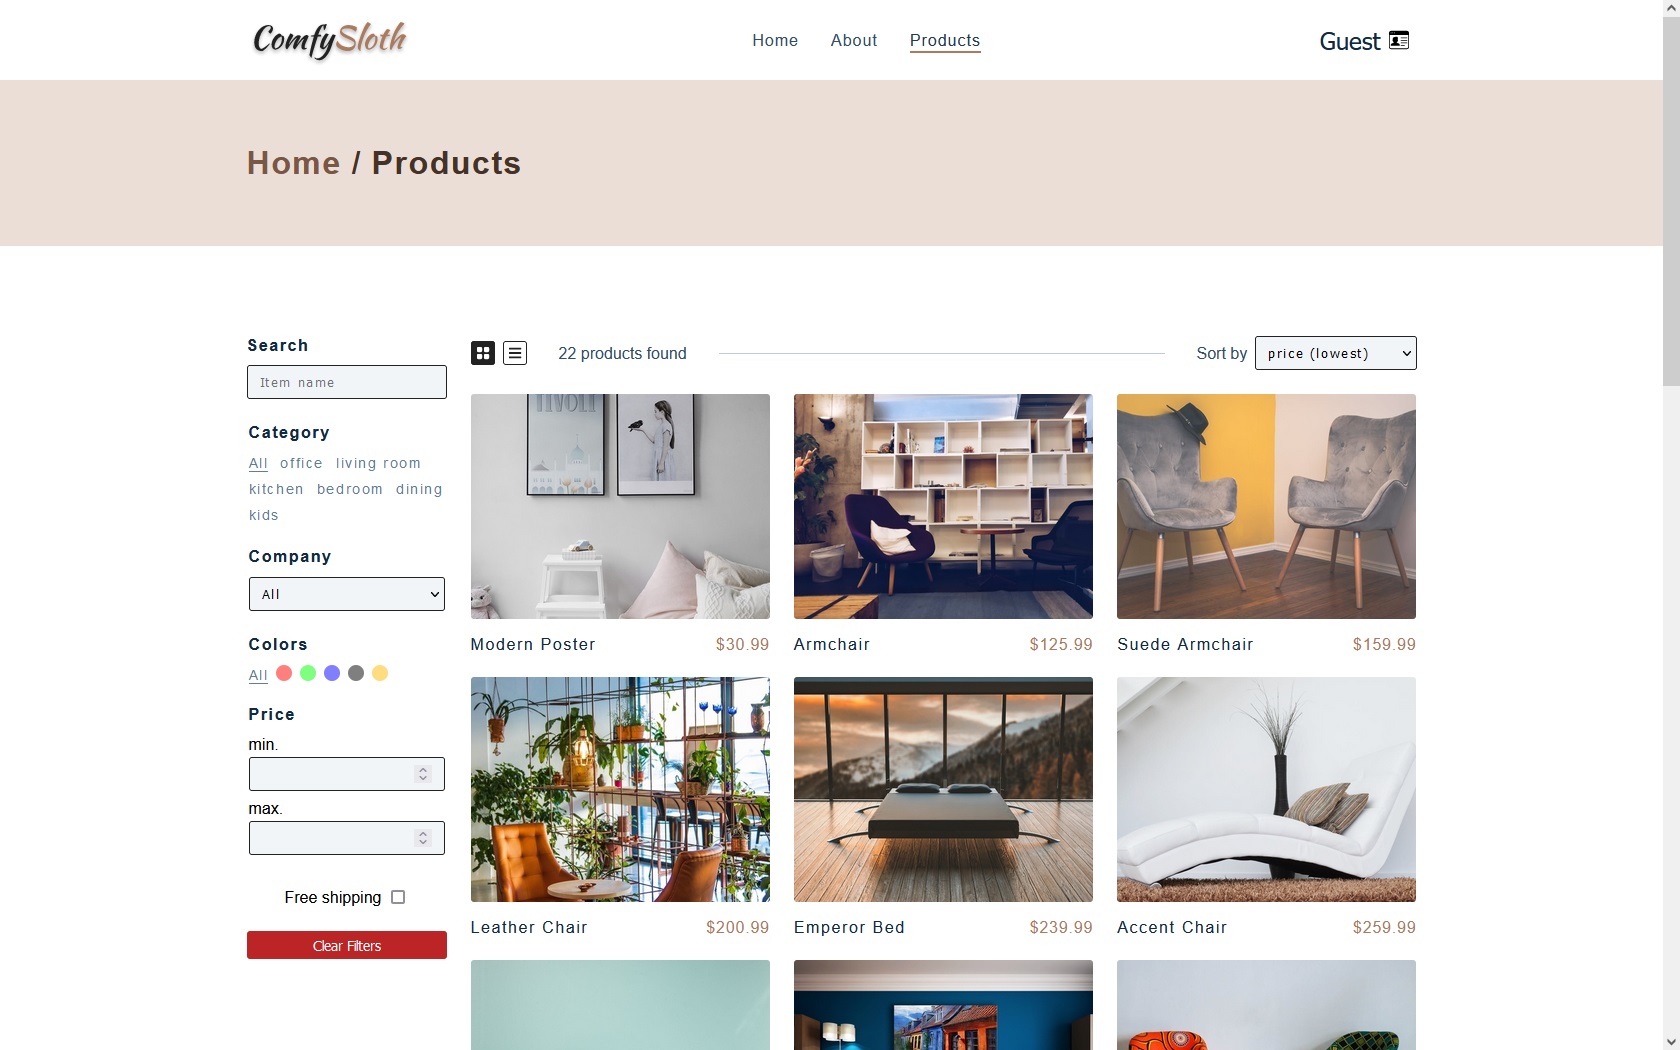 ComfySloth
Home About Products
Guest
Home / Products
Search
Item name
Category
All office living room
kitchen bedroom dining
kids
Company
All
Colors
All
Price
min.
max.
Free shipping
Clear Filters
22 products found
Sort by price (lowest)
TIVOLI
Modern Poster $30.99
Armchair $125.99
Suede Armchair $159.99
Leather Chair $200.99
Emperor Bed $239.99
Accent Chair $259.99